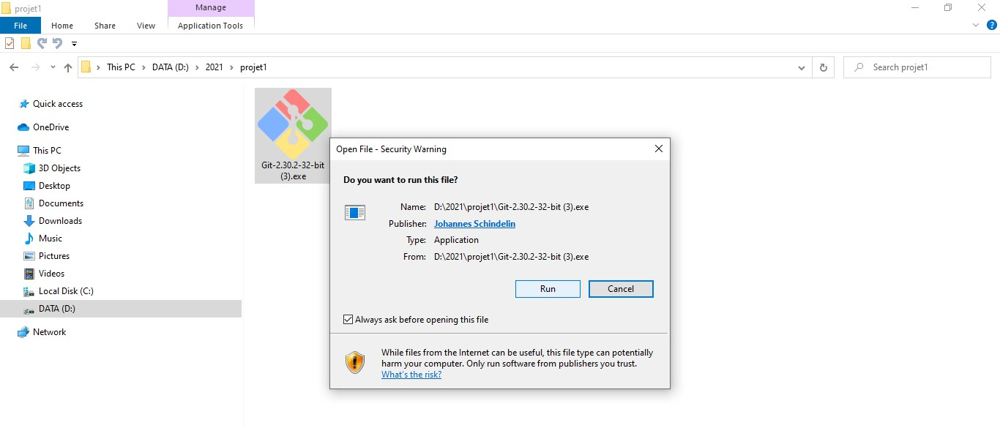 projet1
Manage
File
Home
Share
View
Application Tools
This PC
DATA (D:)
2021
projet1
Search projet1
Quick access
OneDrive
This PC
3D Objects
Desktop
Documents
Downloads
Music
Pictures
Videos
Local Disk (C:)
DATA (D:)
Network
Git-2.30.2-32-bit
(3).exe
Open File - Security Warning
Do you want to run this file?
Name: D:\2021\projet1\Git-2.30.2-32-bit (3).exe
Publisher: Johannes Schindelin
Type: Application
From: D:\2021\projet1\Git-2.30.2-32-bit (3).exe
Run
Cancel
Always ask before opening this file
While files from the Internet can be useful, this file type can potentially
harm your computer. Only run software from publishers you trust.
What's the risk?